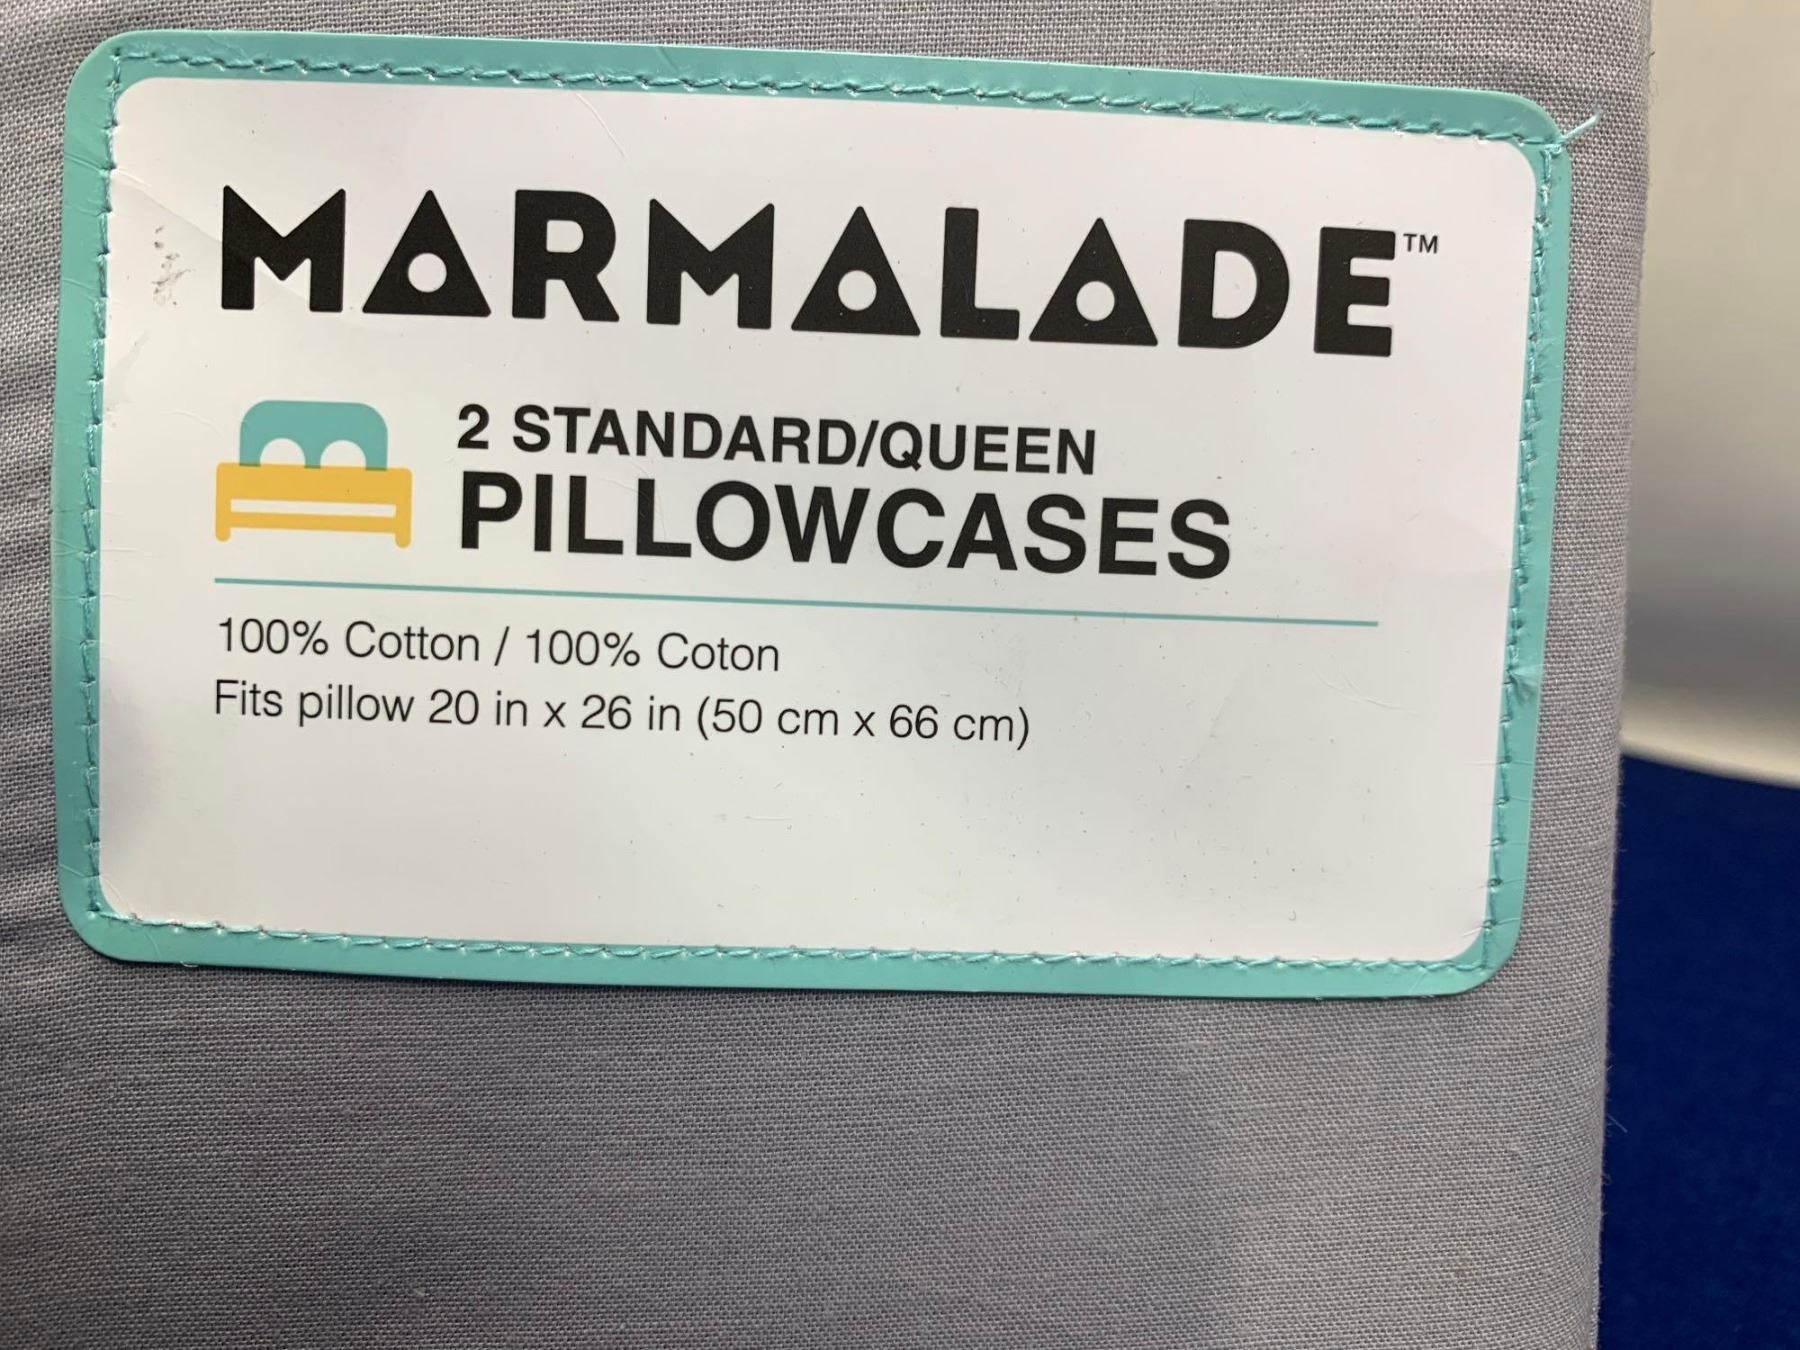 MARMALADE™
2 STANDARD/QUEEN
PILLOWCASES
100% Cotton / 100% Coton
Fits pillow 20 in x 26 in (50 cm x 66 cm)